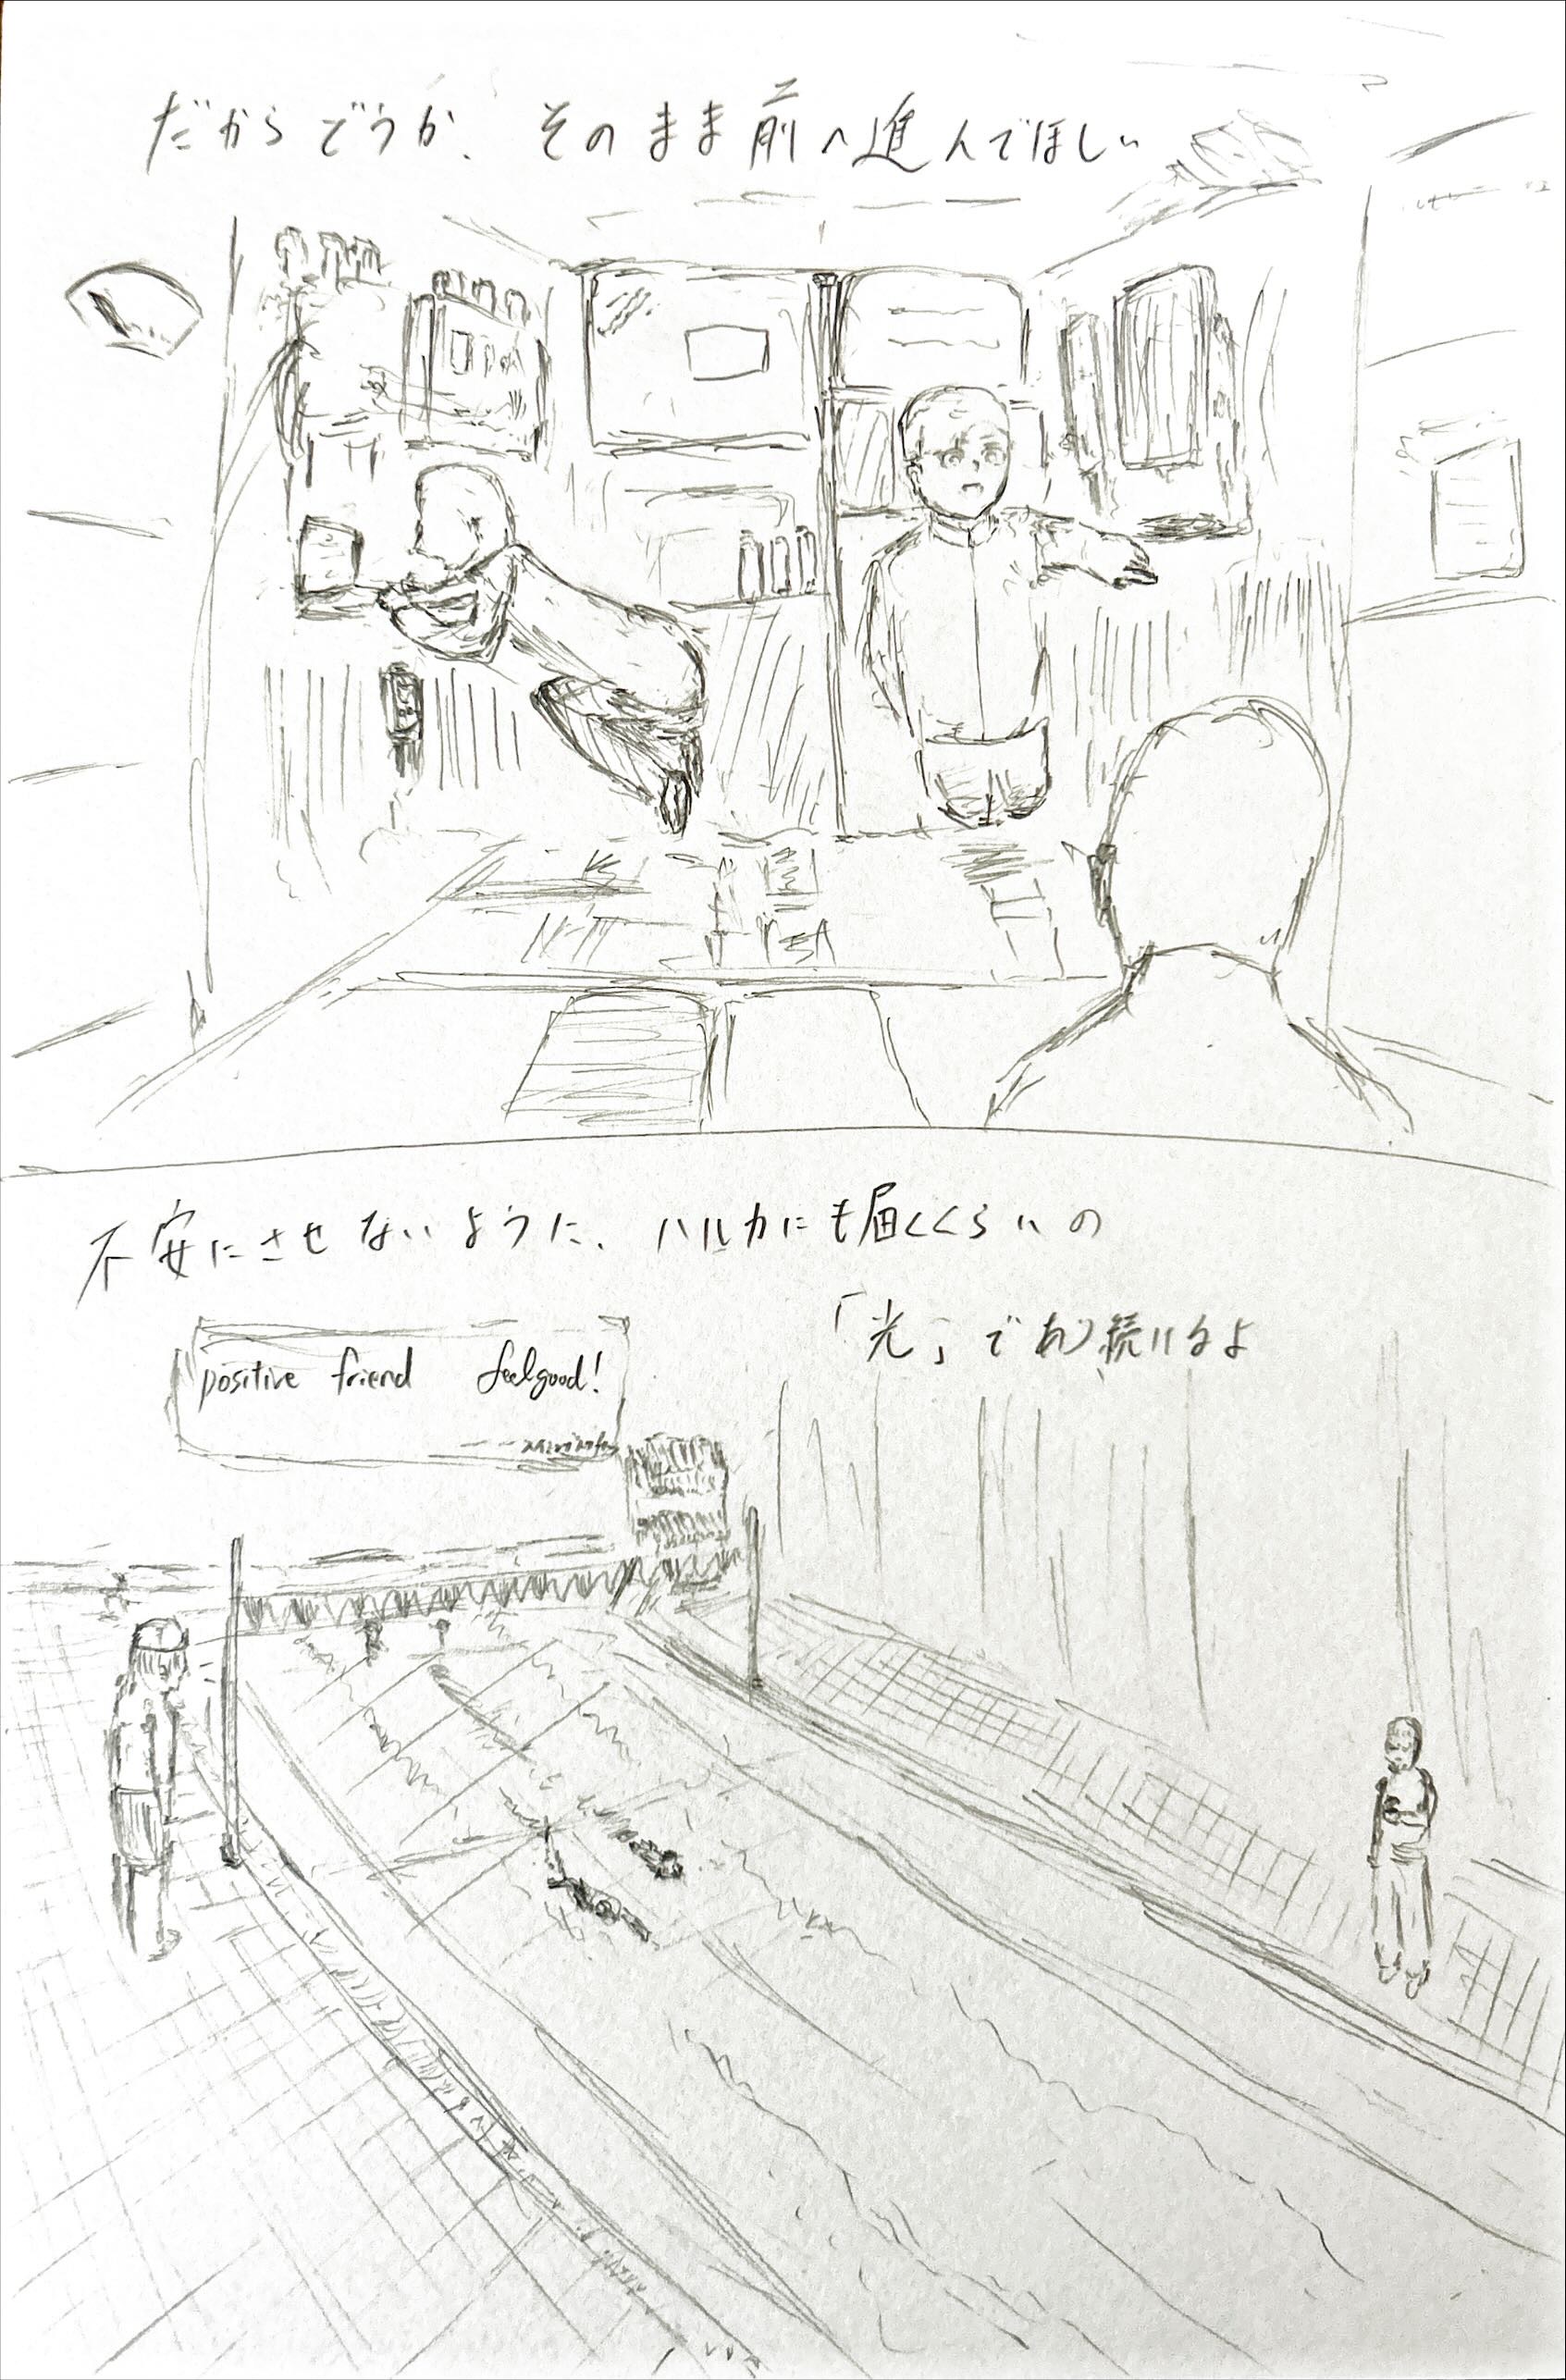 だからどうか、そのまま前へ進んでほしい
不安にさせないように、ハルカにも届くくらいの
「光」であり続けるよ
positive friend feelgood!